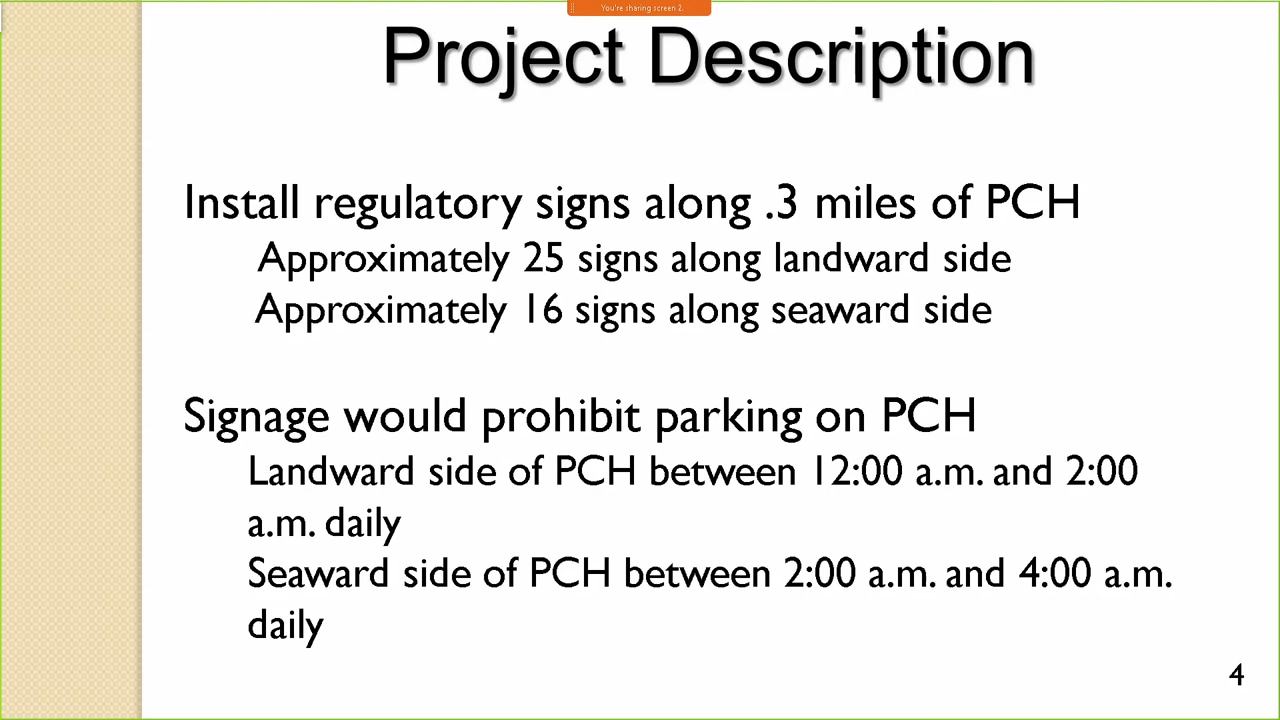 You're sharing screen 2.
Project Description
Install regulatory signs along .3 miles of PCH
Approximately 25 signs along landward side
Approximately 16 signs along seaward side
Signage would prohibit parking on PCH
Landward side of PCH between 12:00 a.m. and 2:00
a.m. daily
Seaward side of PCH between 2:00 a.m. and 4:00 a.m.
daily
4